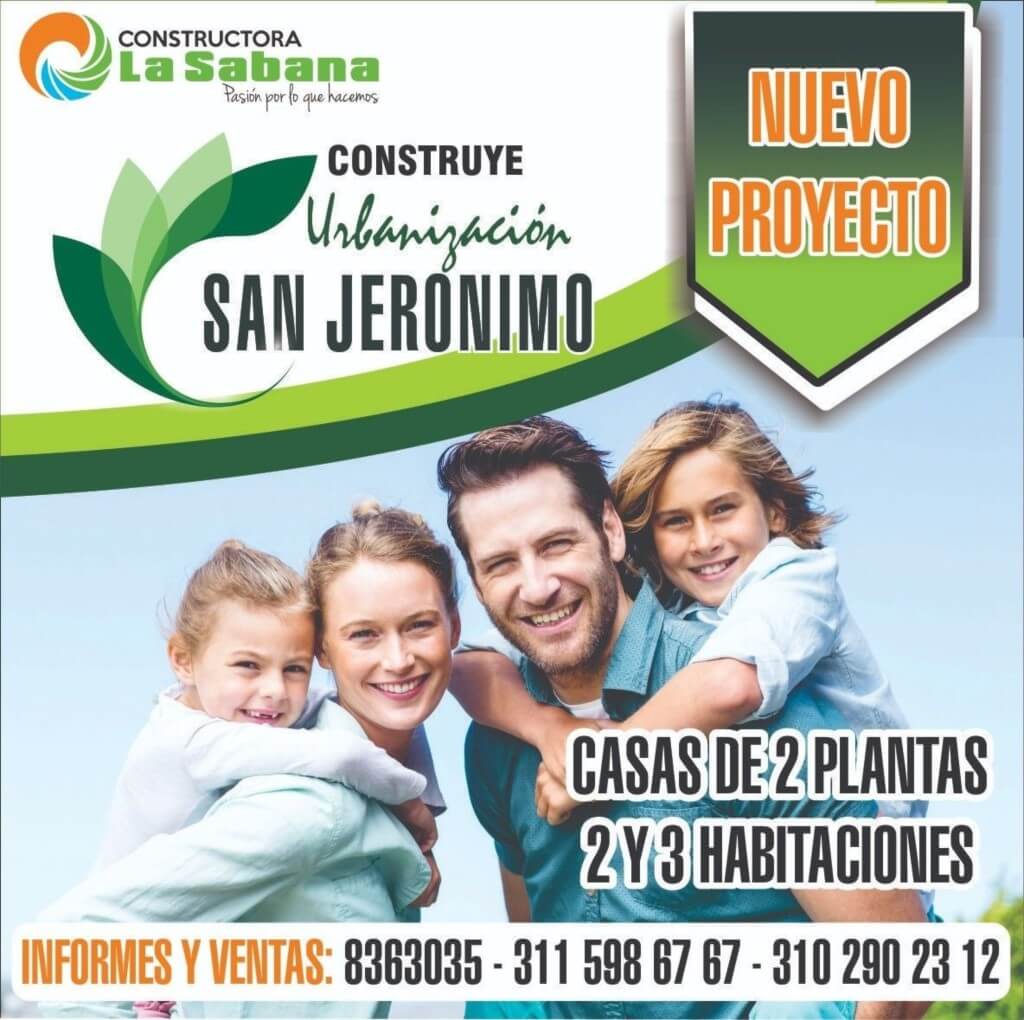 CONSTRUCTORA
La Sabana
Pasión por lo que hacemos
CONSTRUYE
Urbanización
SAN JERONIMO
NUEVO
PROYECTO
CASAS DE 2 PLANTAS
2 Y 3 HABITACIONES
INFORMES Y VENTAS: 8363035 - 311 598 67 67 - 310 290 23 12